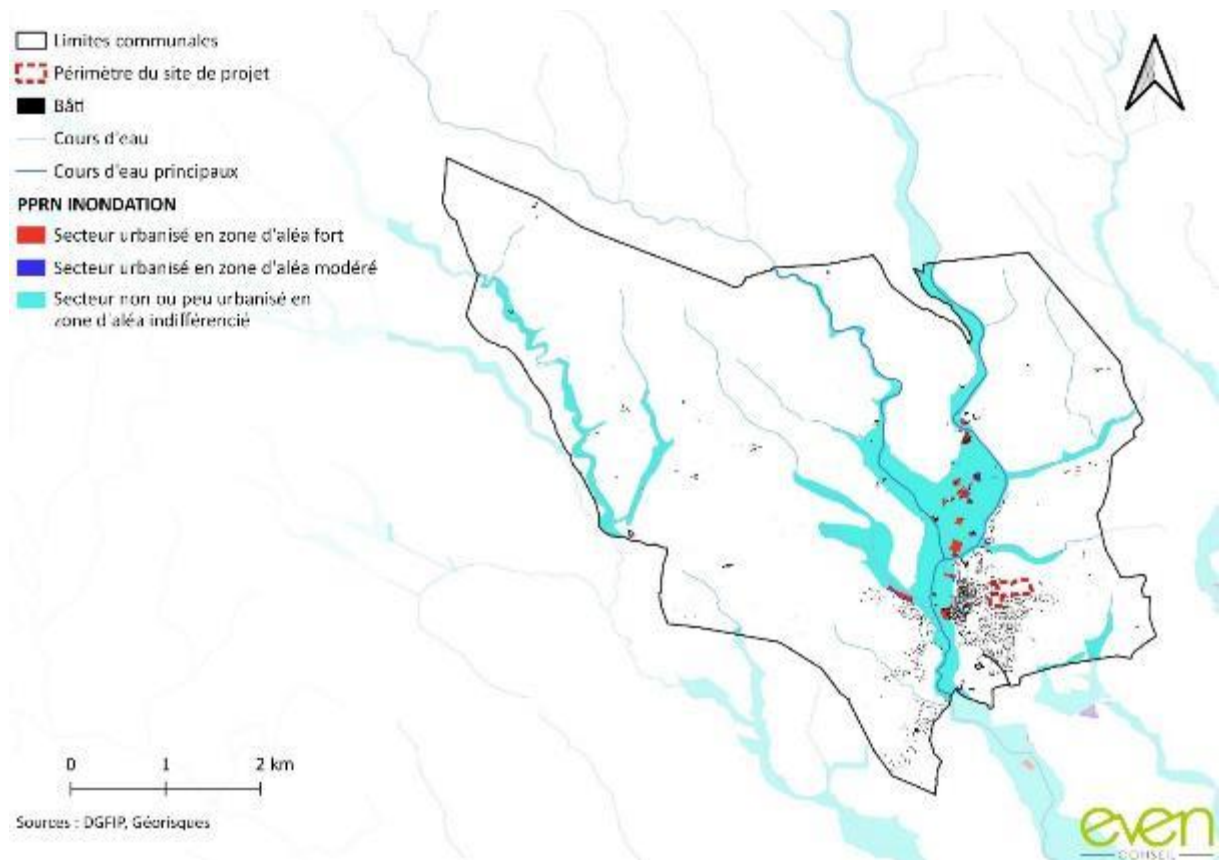 Limites communales
Périmètre du site de projet
Bâti
Cours d'eau
Cours d'eau principaux
PPRN INONDATION
Secteur urbanisé en zone d'aléa fort
Secteur urbanisé en zone d'aléa modéré
Secteur non ou peu urbanisé en
zone d'aléa indifférencié
0 1 2 km
Sources : DGFIP, Géorisques
even
CONSEIL